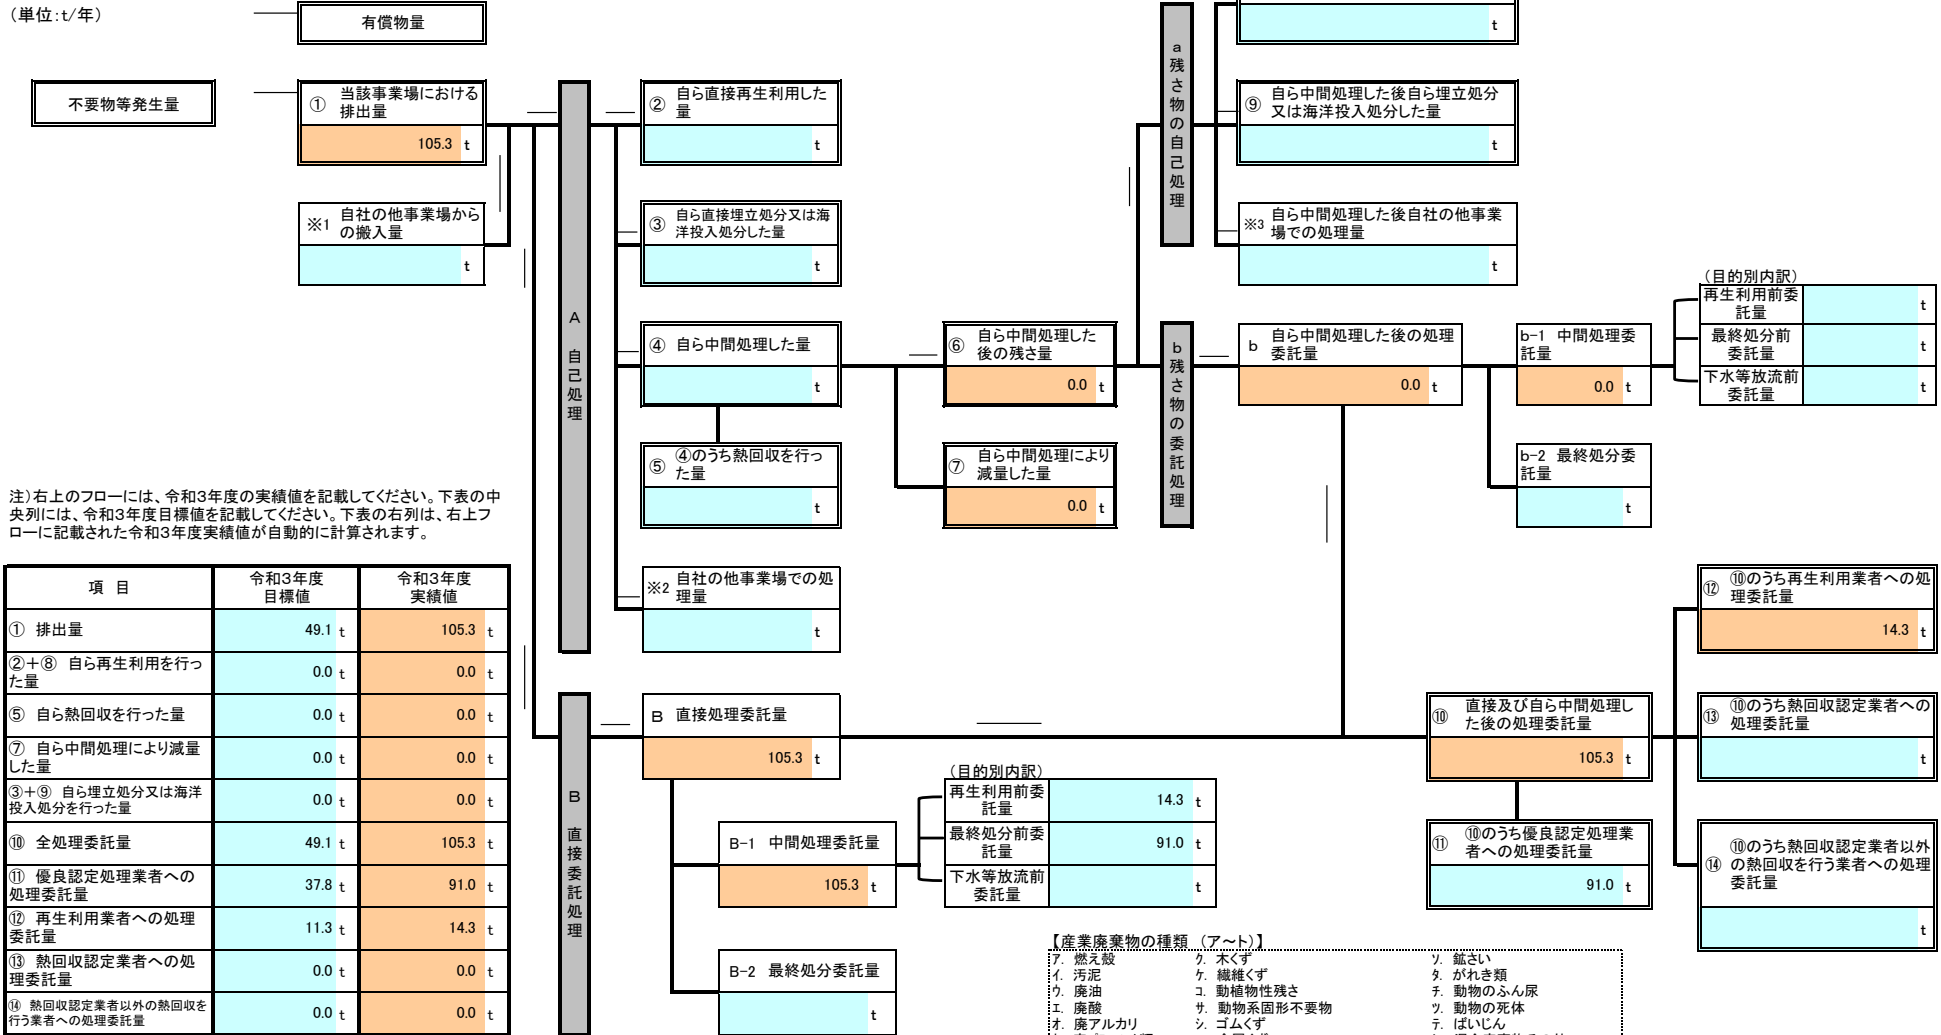 （単位：ｔ/年）
有償物量
ｔ
不要物等発生量
① 当該事業場における
排出量
105.3 ｔ
② 自ら直接再生利用した
量
ｔ
⑨ 自ら中間処理した後自ら埋立処分
又は海洋投入処分した量
ｔ
a 残さ物の自己処理
※1 自社の他事業場から
の搬入量
ｔ
③ 自ら直接埋立処分又は海
洋投入処分した量
ｔ
※3 自ら中間処理した後自社の他事業
場での処理量
ｔ
A 自己処理
④ 自ら中間処理した量
ｔ
⑥ 自ら中間処理した
後の残さ量
0.0 ｔ
b 残さ物の委託処理
b 自ら中間処理した後の処理
委託量
0.0 ｔ
b-1 中間処理委
託量
0.0 ｔ
（目的別内訳）
再生利用前委
託量 ｔ
最終処分前
委託量 ｔ
下水等放流前
委託量 ｔ
⑤ ④のうち熱回収を行っ
た量
ｔ
⑦ 自ら中間処理により
減量した量
0.0 ｔ
b-2 最終処分委
託量
ｔ
注）右上のフローには、令和3年度の実績値を記載してください。下表の中
央列には、令和3年度目標値を記載してください。下表の右列は、右上フ
ローに記載された令和3年度実績値が自動的に計算されます。
※2 自社の他事業場での処
理量
ｔ
項 目 令和3年度
目標値 令和3年度
実績値
① 排出量 49.1 ｔ 105.3 ｔ
②＋⑧ 自ら再生利用を行っ
た量 0.0 ｔ 0.0 ｔ
⑤ 自ら熱回収を行った量 0.0 ｔ 0.0 ｔ
⑦ 自ら中間処理により減量
した量 0.0 ｔ 0.0 ｔ
③＋⑨ 自ら埋立処分又は海洋
投入処分を行った量 0.0 ｔ 0.0 ｔ
⑩ 全処理委託量 49.1 ｔ 105.3 ｔ
⑪ 優良認定処理業者への
処理委託量 37.8 ｔ 91.0 ｔ
⑫ 再生利用業者への処理
委託量 11.3 ｔ 14.3 ｔ
⑬ 熱回収認定業者への処
理委託量 0.0 ｔ 0.0 ｔ
⑭ 熱回収認定業者以外の熱回収を
行う業者への処理委託量 0.0 ｔ 0.0 ｔ
B 直接委託処理
B 直接処理委託量
105.3 ｔ
B-1 中間処理委託量
105.3 ｔ
B-2 最終処分委託量
ｔ
（目的別内訳）
再生利用前委
託量 14.3 ｔ
最終処分前委
託量 91.0 ｔ
下水等放流前
委託量 ｔ
⑩ 直接及び自ら中間処理し
た後の処理委託量
105.3 ｔ
⑪ ⑩のうち優良認定処理業
者への処理委託量
91.0 ｔ
⑫ ⑩のうち再生利用業者への処
理委託量
14.3 ｔ
⑬ ⑩のうち熱回収認定業者への
処理委託量
ｔ
⑭ ⑩のうち熱回収認定業者以外
の熱回収を行う業者への処理
委託量
ｔ
【産業廃棄物の種類 （ア～ト）】
ア. 燃え殻 ク. 木くず ソ. 鉱さい
イ. 汚泥 ケ. 繊維くず タ. がれき類
ウ. 廃油 コ. 動植物性残さ チ. 動物のふん尿
エ. 廃酸 サ. 動物系固形不要物 ツ. 動物の死体
オ. 廃アルカリ シ. ゴムくず テ. ばいじん